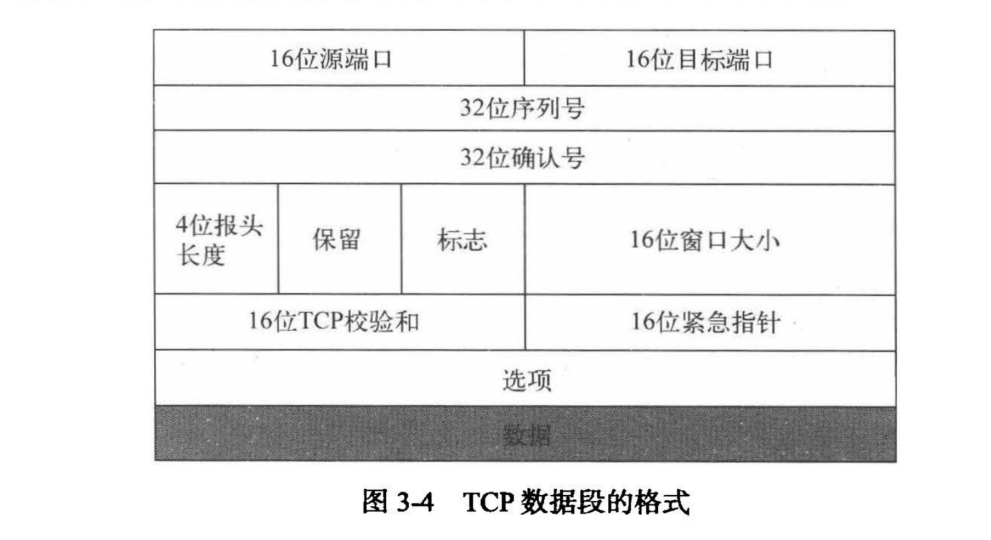 16位源端口 16位目标端口
32位序列号
32位确认号
4位报头
长度 保留 标志 16位窗口大小
16位TCP校验和 16位紧急指针
选项
数据
图 3-4 TCP 数据段的格式